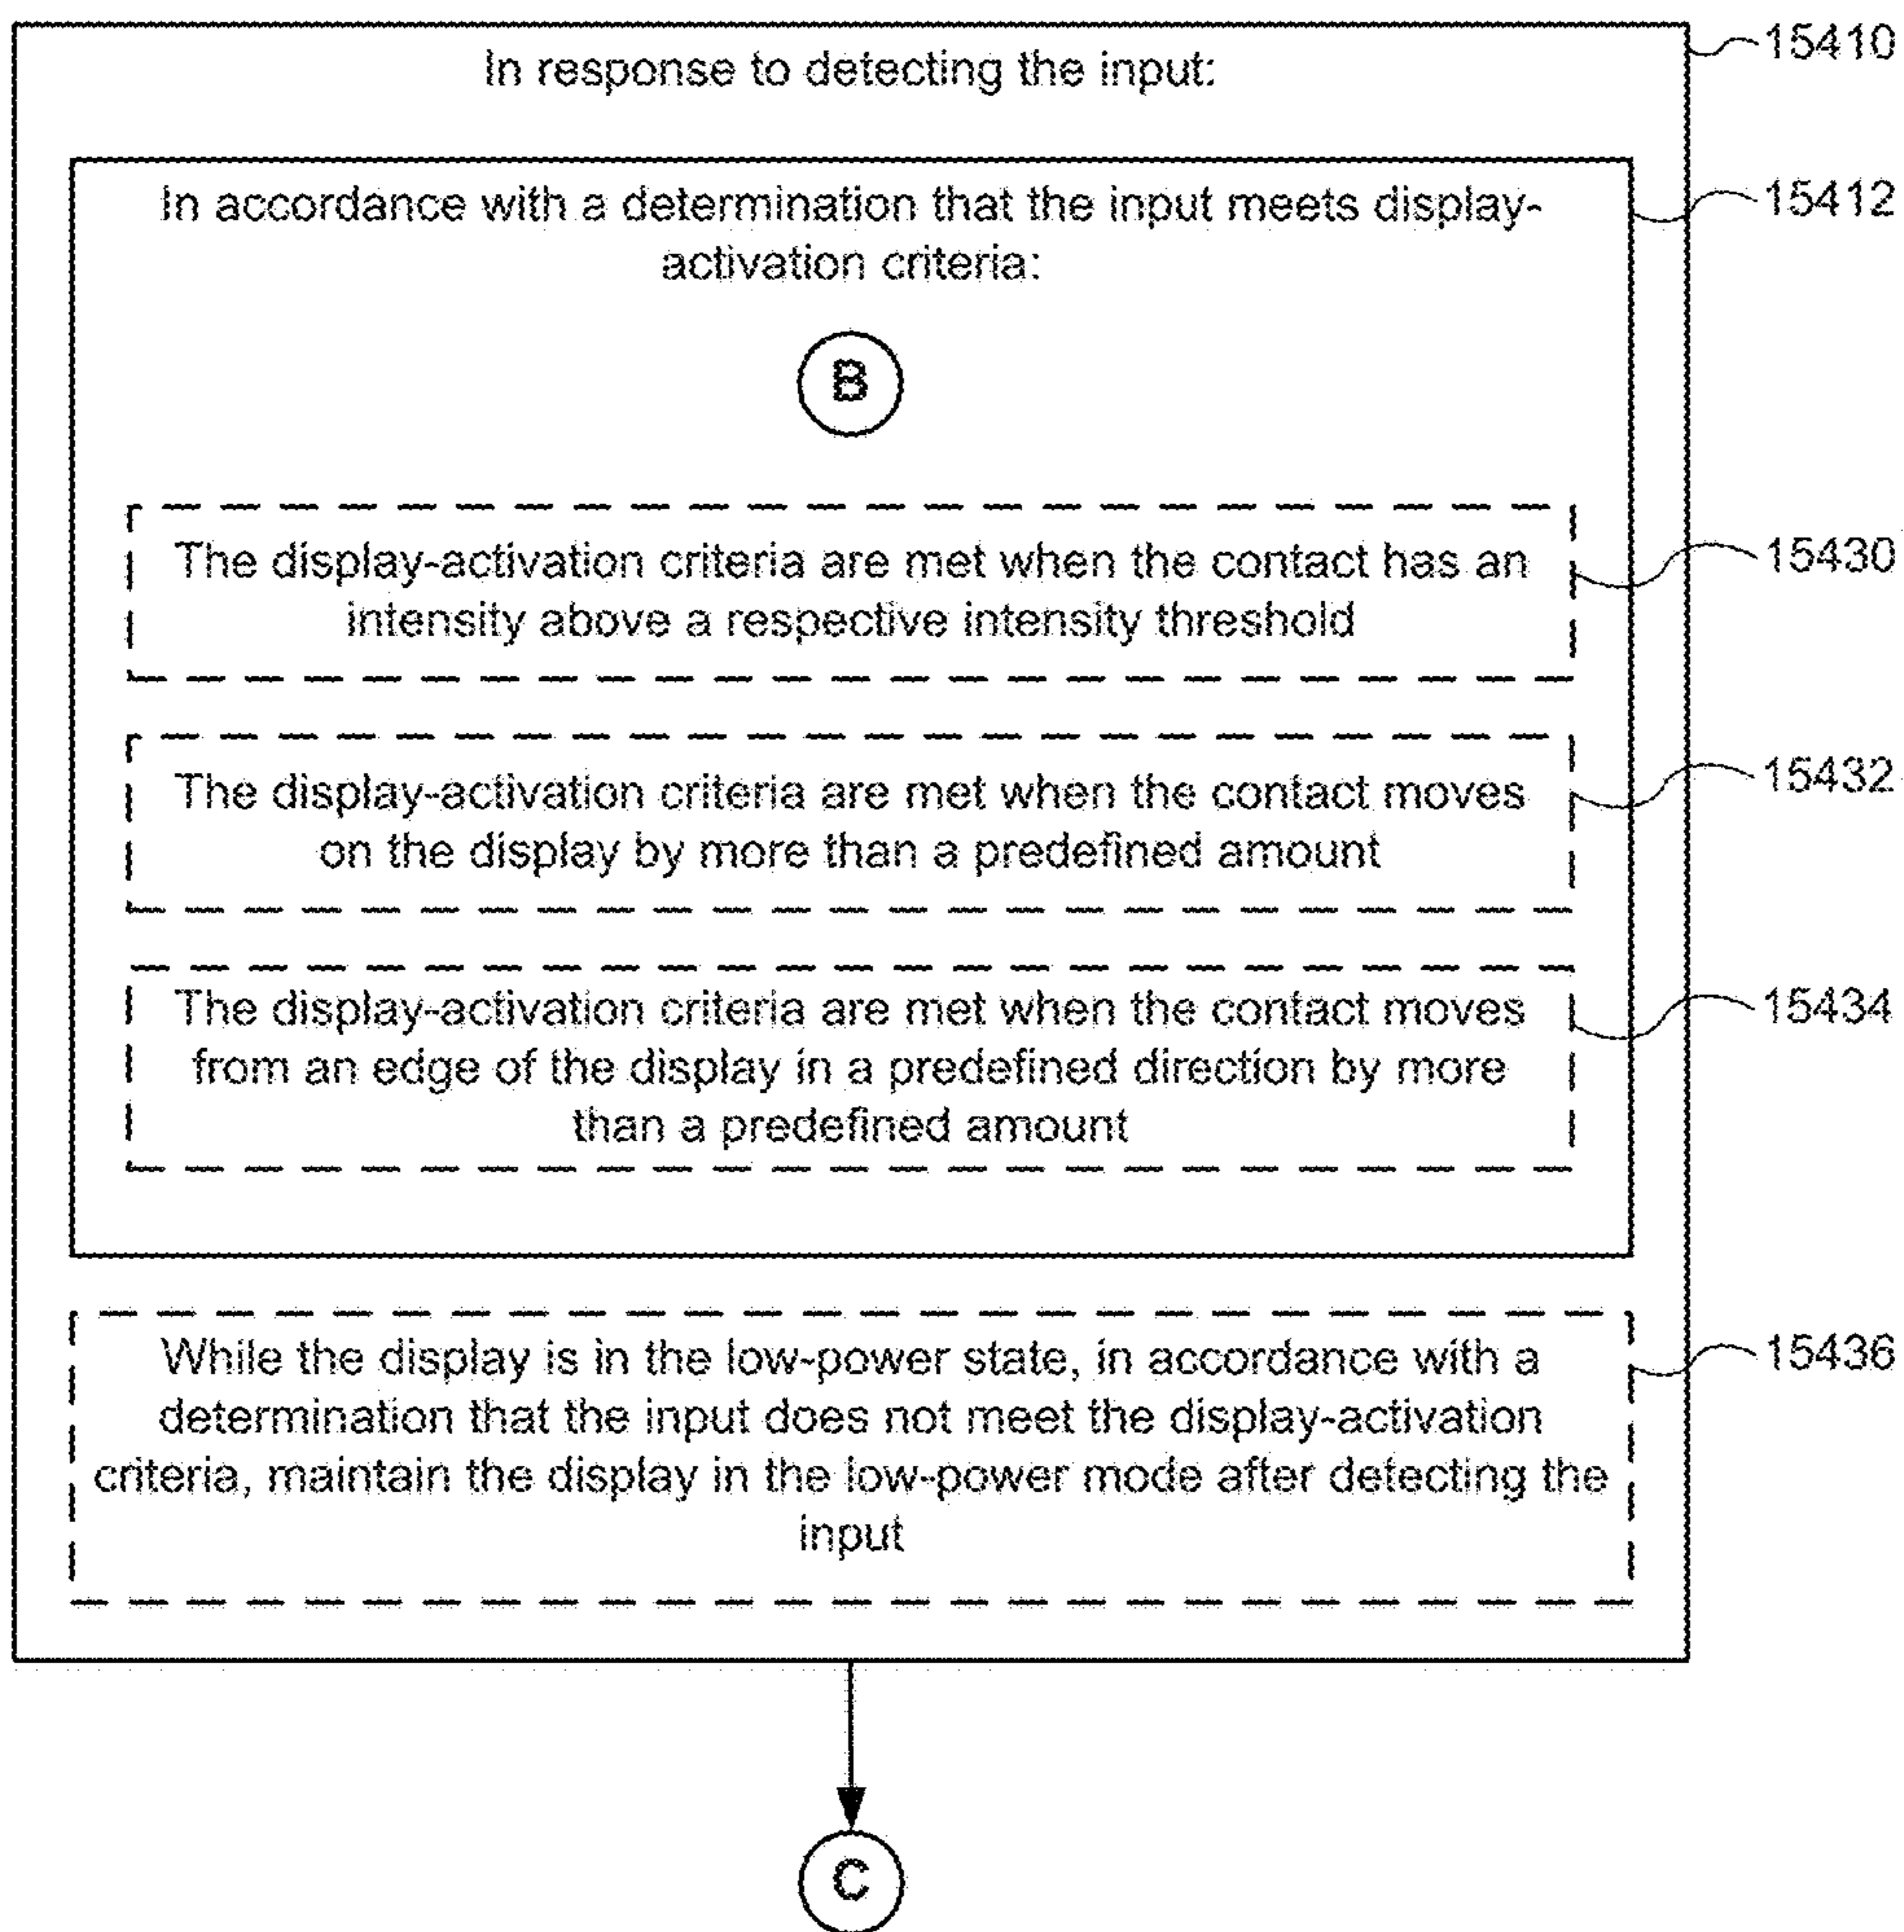 In response to detecting the input:
15410
In accordance with a determination that the input meets display-
activation criteria:
15412
B
The display-activation criteria are met when the contact has an
intensity above a respective intensity threshold
15430
The display-activation criteria are met when the contact moves
on the display by more than a predefined amount
15432
The display-activation criteria are met when the contact moves
from an edge of the display in a predefined direction by more
than a predefined amount
15434
While the display is in the low-power state, in accordance with a
determination that the input does not meet the display-activation
criteria, maintain the display in the low-power mode after detecting the
input
15436
C